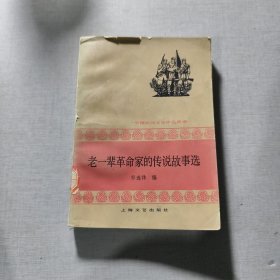 老一辈革命家的传说故事选
编
上海文艺出版社